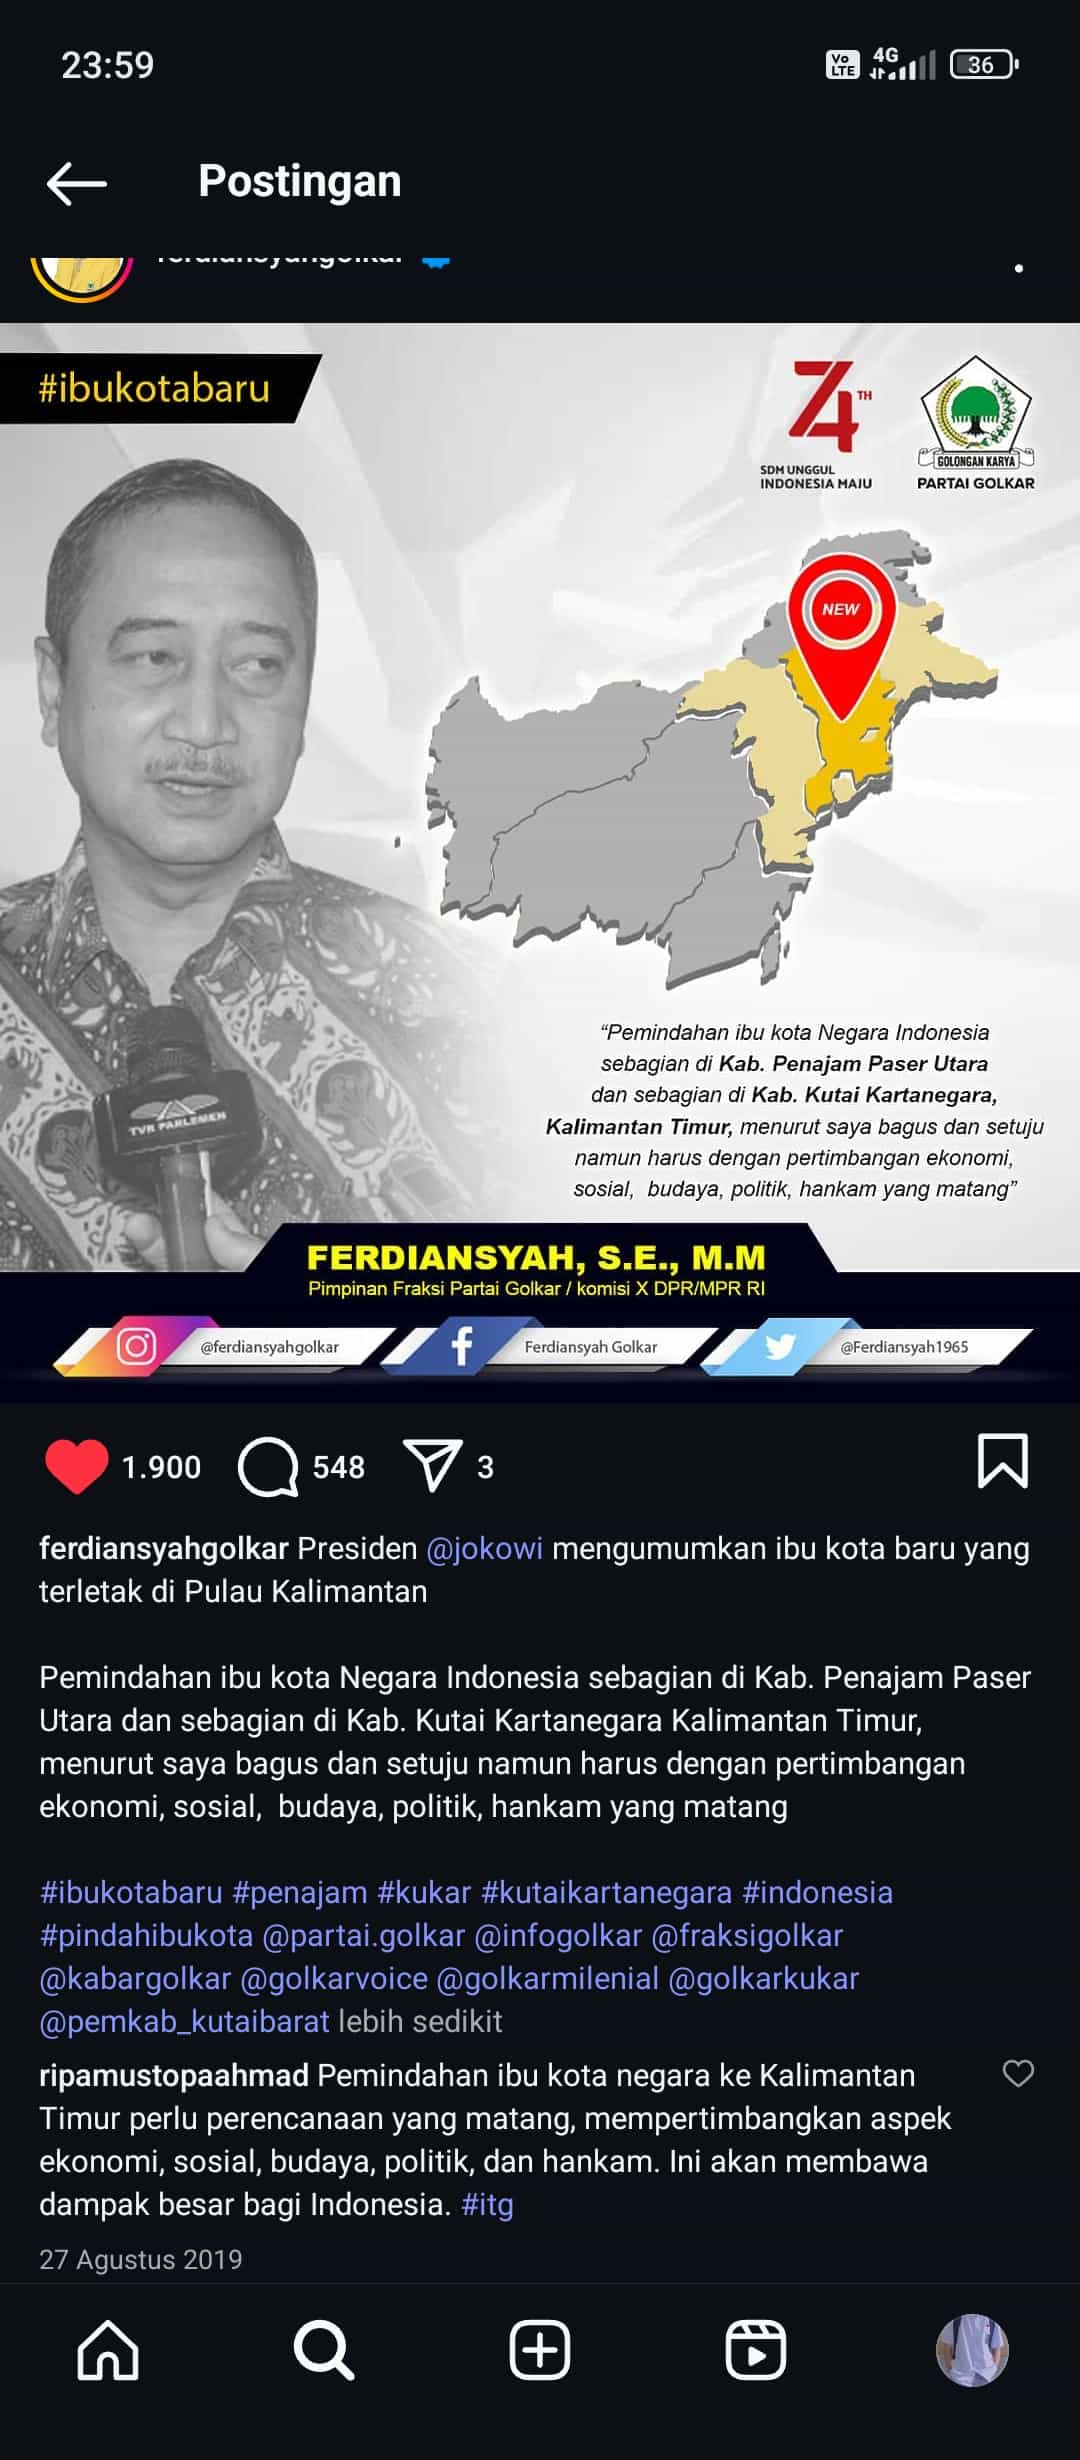 23:59
Vo LTE 4G 36
Postingan
ferdiansyahgolkar
#ibukotabaru
74 TH
SDM UNGGUL
INDONESIA MAJU
GOLONGAN KARYA
PARTAI GOLKAR
NEW
“Pemindahan ibu kota Negara Indonesia
sebagian di Kab. Penajam Paser Utara
dan sebagian di Kab. Kutai Kartanegara,
Kalimantan Timur, menurut saya bagus dan setuju
namun harus dengan pertimbangan ekonomi,
sosial, budaya, politik, hankam yang matang”
TVR PARLEMEN
FERDIANSYAH, S.E., M.M
Pimpinan Fraksi Partai Golkar / komisi X DPR/MPR RI
@ferdiansyahgolkar
Ferdiansyah Golkar
@Ferdiansyah1965
1.900 548 3
ferdiansyahgolkar Presiden @jokowi mengumumkan ibu kota baru yang
terletak di Pulau Kalimantan
Pemindahan ibu kota Negara Indonesia sebagian di Kab. Penajam Paser
Utara dan sebagian di Kab. Kutai Kartanegara Kalimantan Timur,
menurut saya bagus dan setuju namun harus dengan pertimbangan
ekonomi, sosial,  budaya, politik, hankam yang matang
#ibukotabaru #penajam #kukar #kutaikartanegara #indonesia
#pindahibukota @partai.golkar @infogolkar @fraksigolkar
@kabargolkar @golkarvoice @golkarmilenial @golkarkukar
@pemkab_kutaibarat lebih sedikit
ripamustopaahmad Pemindahan ibu kota negara ke Kalimantan
Timur perlu perencanaan yang matang, mempertimbangkan aspek
ekonomi, sosial, budaya, politik, dan hankam. Ini akan membawa
dampak besar bagi Indonesia. #itg
27 Agustus 2019